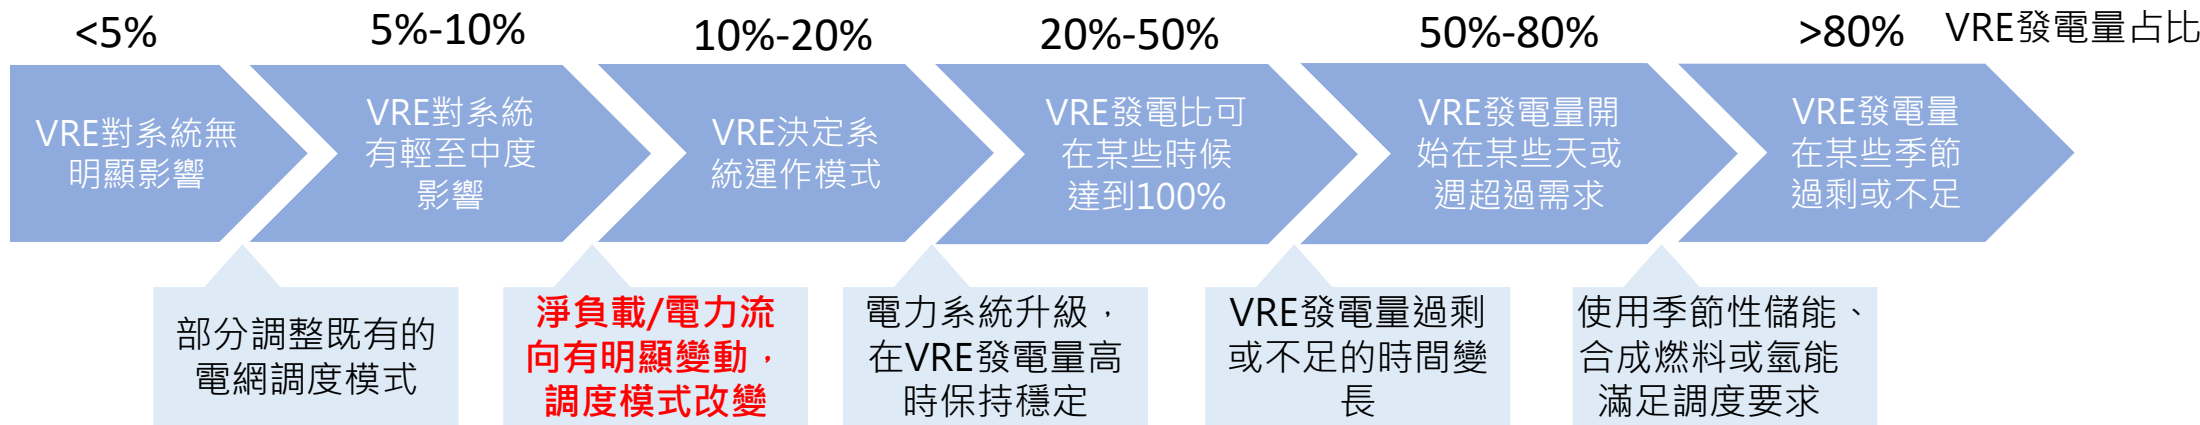 <5%
5%-10%
10%-20%
20%-50%
50%-80%
>80%
VRE發電量占比
VRE對系統無
明顯影響
VRE對系統
有輕至中度
影響
VRE決定系
統運作模式
VRE發電比可
在某些時候
達到100%
VRE發電量開
始在某些天或
週超過需求
VRE發電量
在某些季節
過剩或不足
部分調整既有的
電網調度模式
淨負載/電力流
向有明顯變動，
調度模式改變
電力系統升級，
在VRE發電量高
時保持穩定
VRE發電量過剩
或不足的時間變
長
使用季節性儲能、
合成燃料或氫能
滿足調度要求